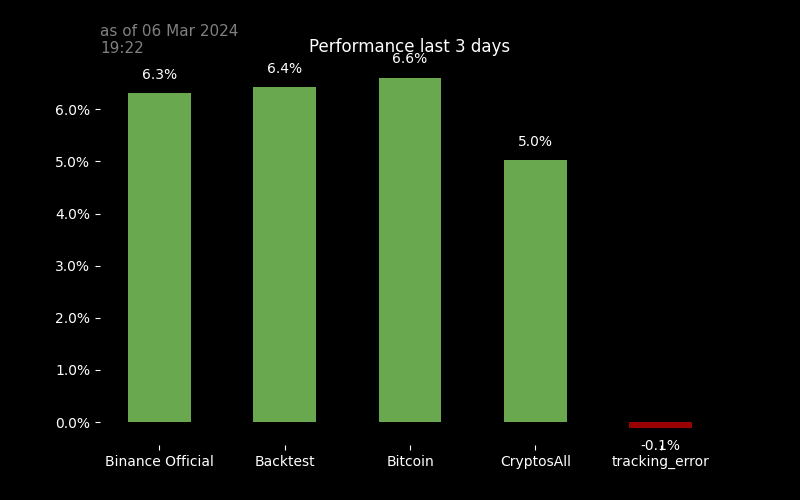 as of 06 Mar 2024
19:22
Performance last 3 days
6.3%
6.4%
6.6%
5.0%
-0.1%
6.0%
5.0%
4.0%
3.0%
2.0%
1.0%
0.0%
Binance Official
Backtest
Bitcoin
CryptosAll
tracking_error